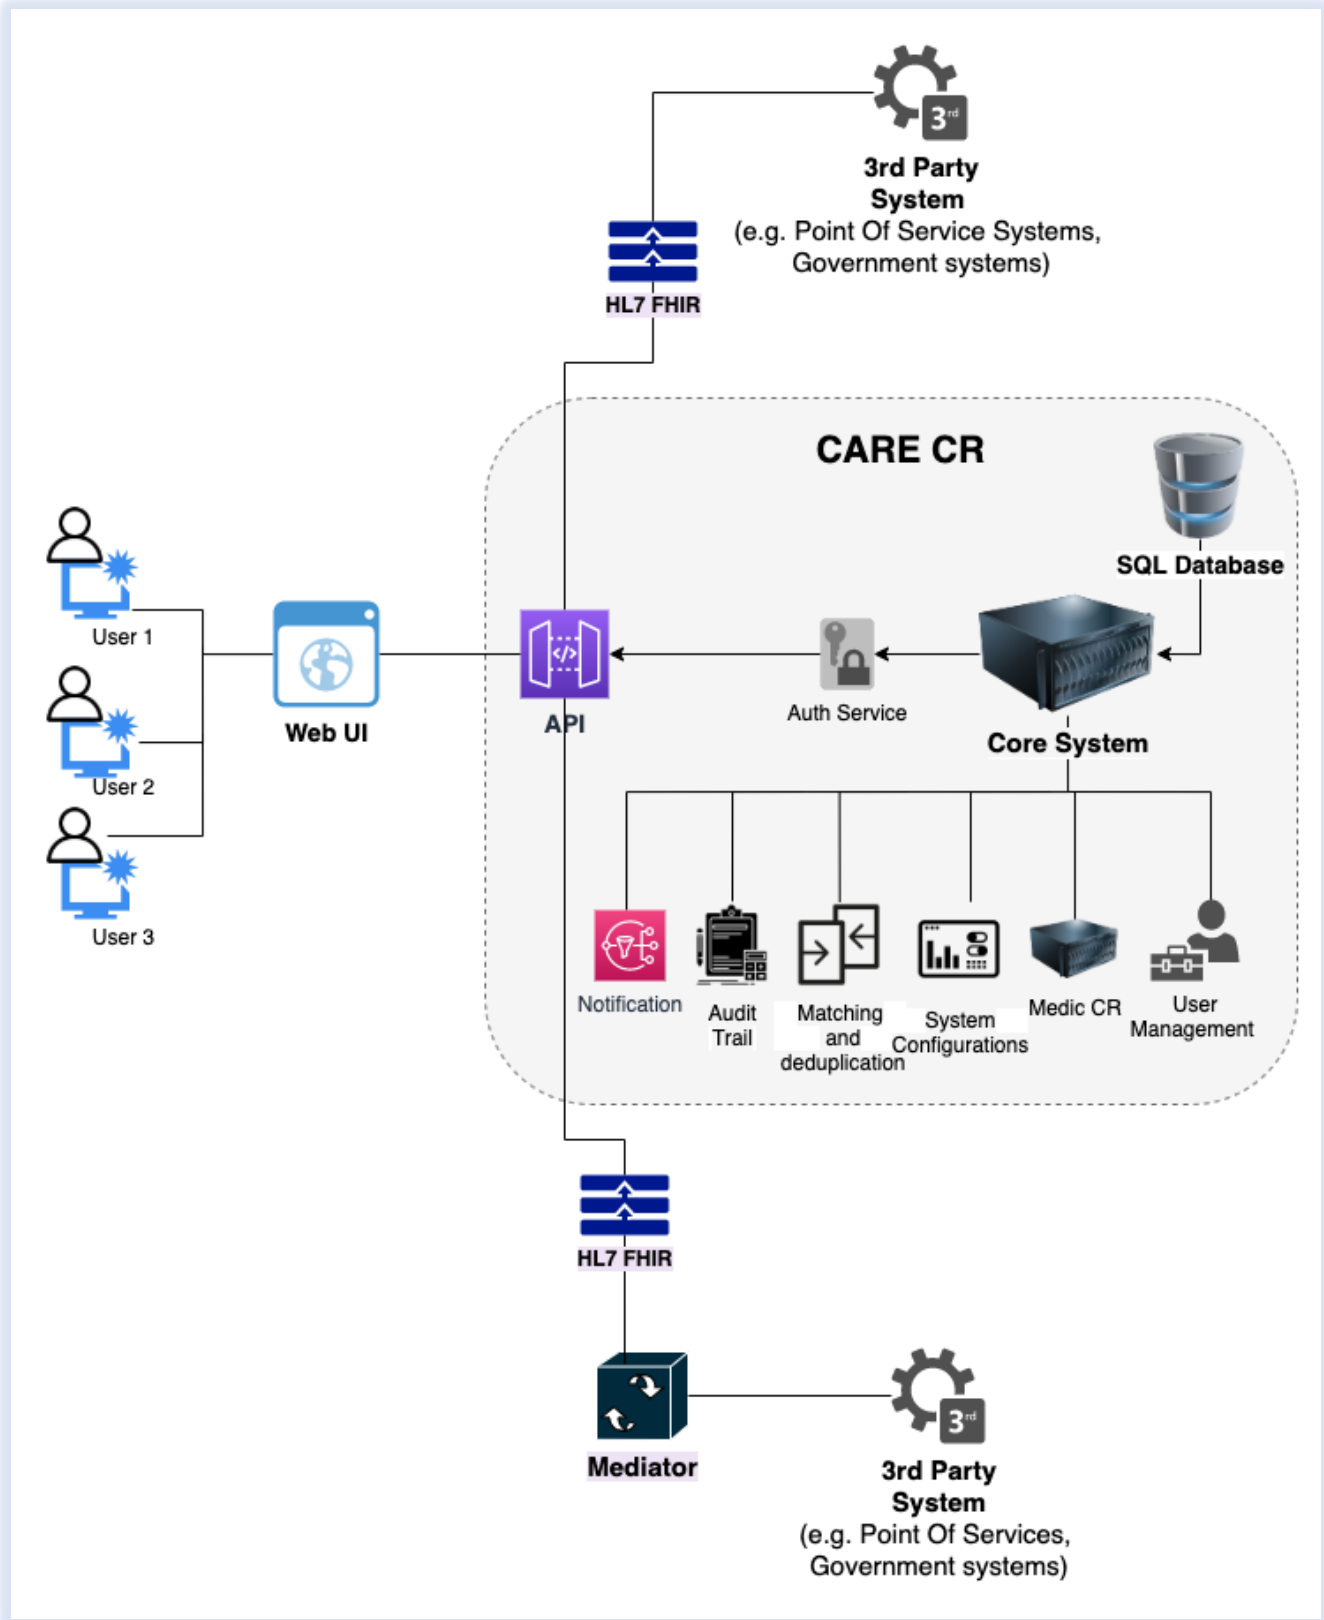 3rd
3rd Party
System
(e.g. Point Of Service Systems,
Government systems)
HL7 FHIR
CARE CR
SQL Database
User 1
User 2
User 3
Web UI
</>
API
Auth Service
Core System
Notification
Audit
Trail
Matching
and
deduplication
System
Configurations
Medic CR
User
Management
HL7 FHIR
Mediator
3rd
3rd Party
System
(e.g. Point Of Services,
Government systems)